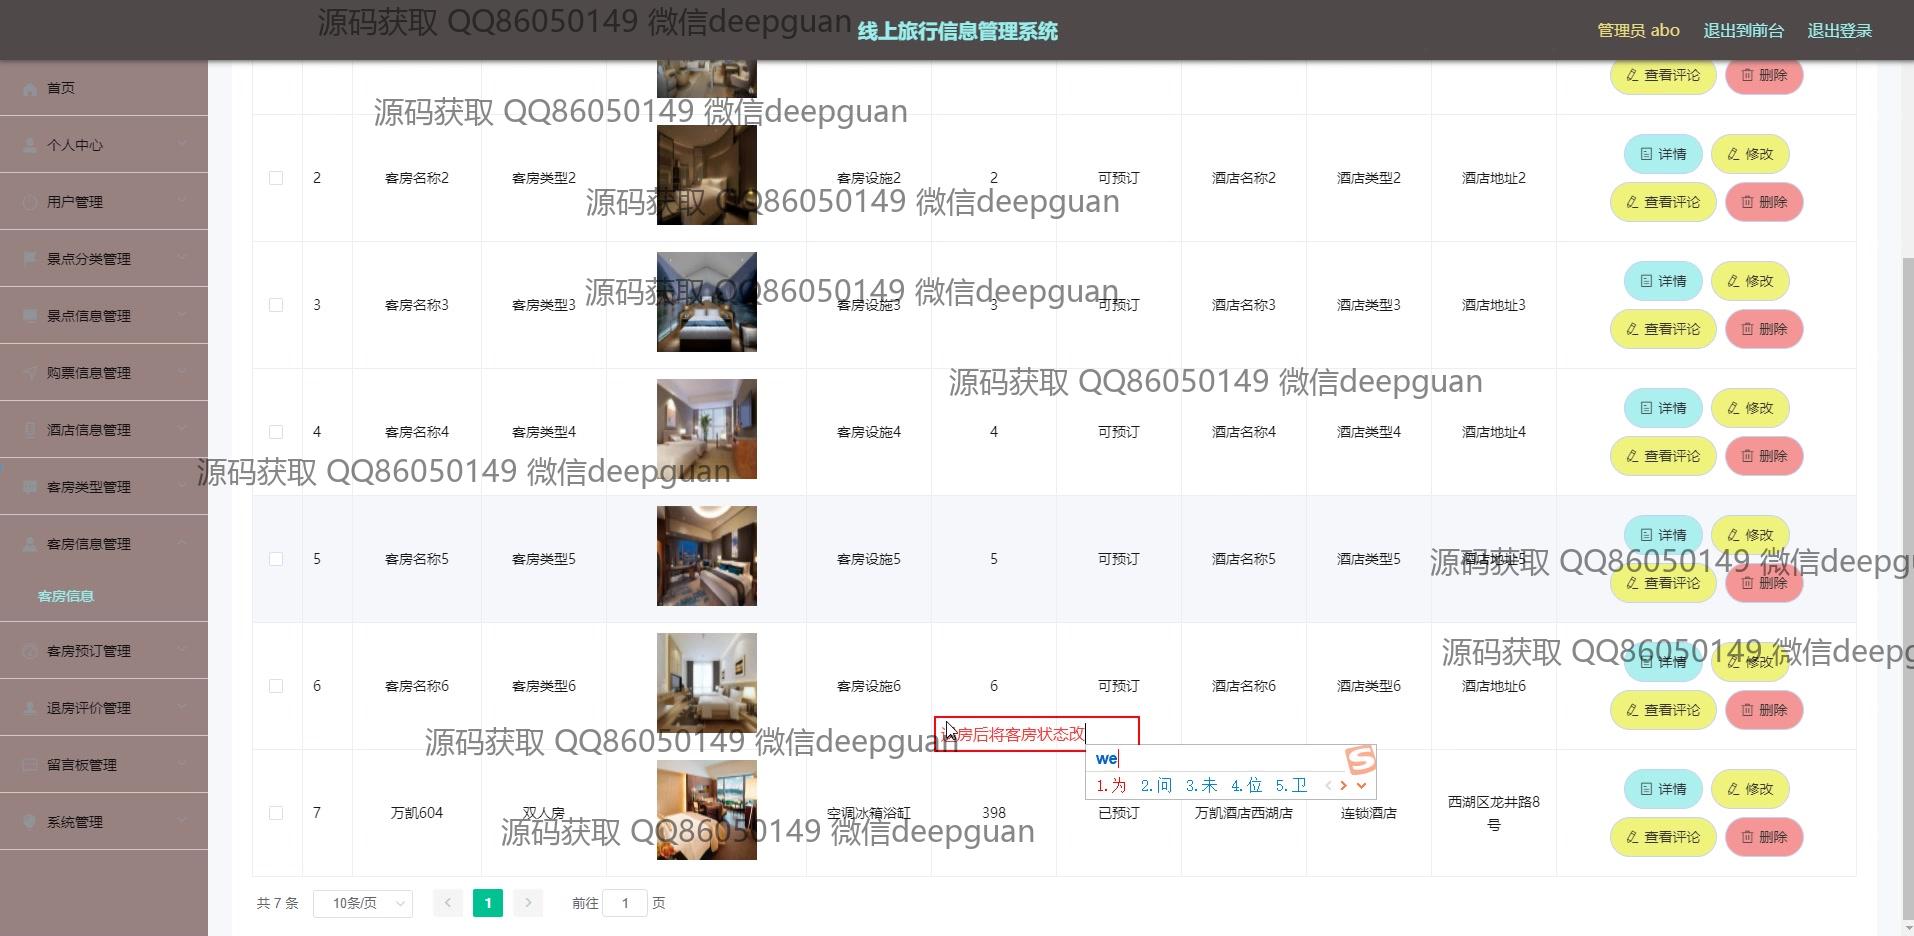 源码获取 QQ86050149 微信deepguan
线上旅行信息管理系统
管理员 abo
退出到前台
退出登录
首页
个人中心
用户管理
景点分类管理
景点信息管理
购票信息管理
酒店信息管理
客房类型管理
客房信息管理
客房信息
客房预订管理
退房评价管理
留言板管理
系统管理
查看评论 删除
源码获取 QQ86050149 微信deepguan
2 客房名称2 客房类型2 客房设施2 2 可预订 酒店名称2 酒店类型2 酒店地址2
详情 修改
查看评论 删除
源码获取 QQ86050149 微信deepguan
3 客房名称3 客房类型3 客房设施3 3 可预订 酒店名称3 酒店类型3 酒店地址3
详情 修改
查看评论 删除
源码获取 QQ86050149 微信deepguan
源码获取 QQ86050149 微信deepguan
4 客房名称4 客房类型4 客房设施4 4 可预订 酒店名称4 酒店类型4 酒店地址4
详情 修改
查看评论 删除
源码获取 QQ86050149 微信deepguan
5 客房名称5 客房类型5 客房设施5 5 可预订 酒店名称5 酒店类型5 酒店地址5
详情 修改
查看评论 删除
源码获取 QQ86050149 微信deepgu
6 客房名称6 客房类型6 客房设施6 6 可预订 酒店名称6 酒店类型6 酒店地址6
详情 修改
查看评论 删除
源码获取 QQ86050149 微信deepg
房后将客房状态改
源码获取 QQ86050149 微信deepguan
we
1.为 2.问 3.未 4.位 5.卫
7 万凯604 双人房 空调冰箱浴缸 398 已预订 万凯酒店西湖店 连锁酒店 西湖区龙井路8
号
详情 修改
查看评论 删除
源码获取 QQ86050149 微信deepguan
共 7 条 10条/页 1 前往 1 页